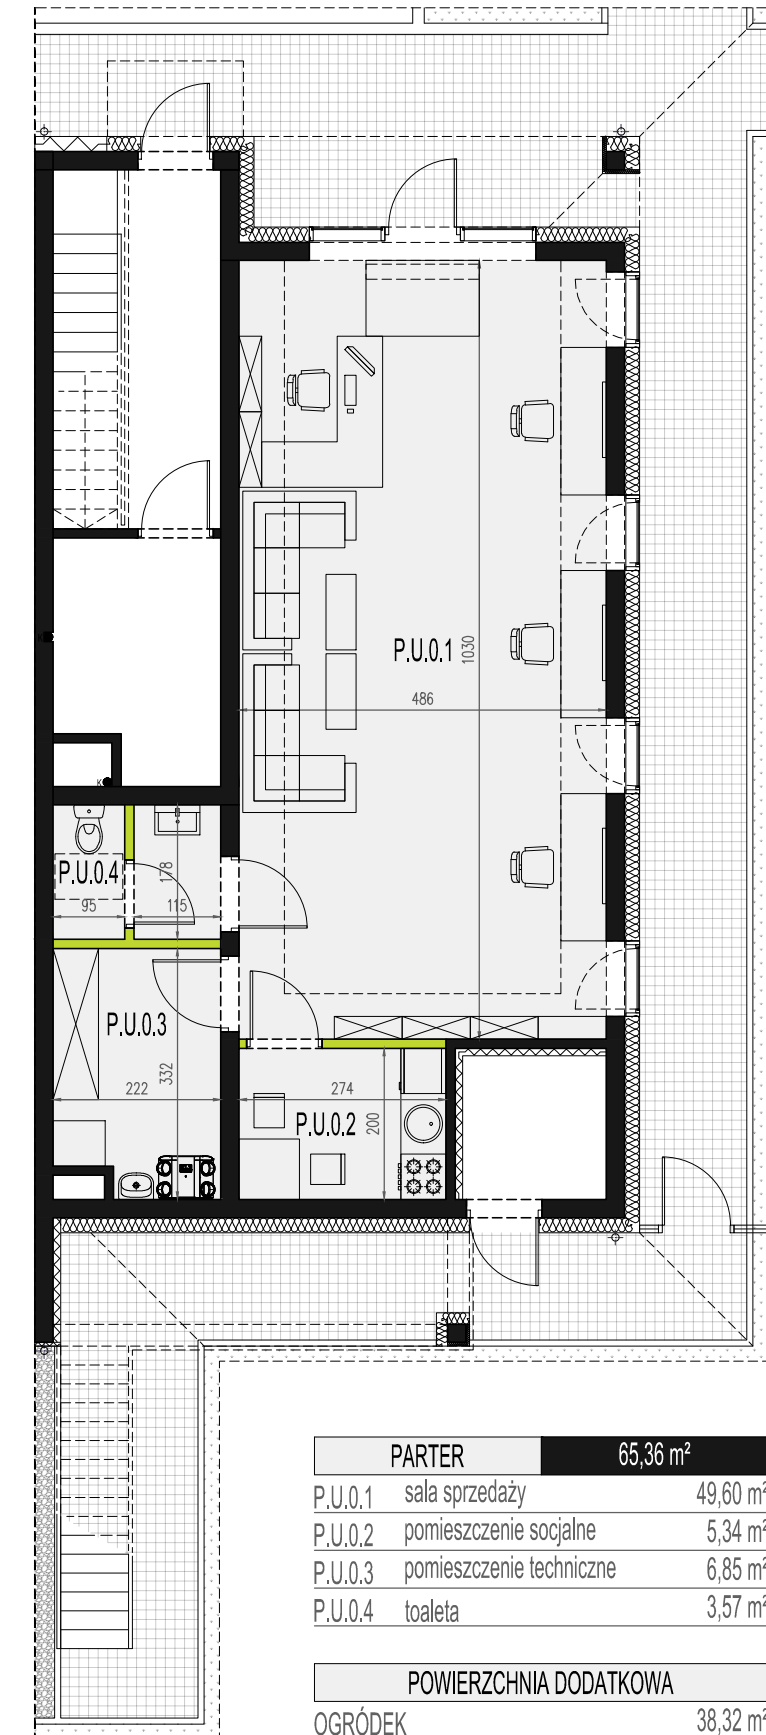 P.U.0.1
1030
486
K
P.U.0.4
178
95
115
P.U.0.3
332
222
274
P.U.0.2
200
PARTER 65,36 m²
P.U.0.1 sala sprzedaży 49,60 m²
P.U.0.2 pomieszczenie socjalne 5,34 m²
P.U.0.3 pomieszczenie techniczne 6,85 m²
P.U.0.4 toaleta 3,57 m²
POWIERZCHNIA DODATKOWA
OGRÓDEK 38,32 m²